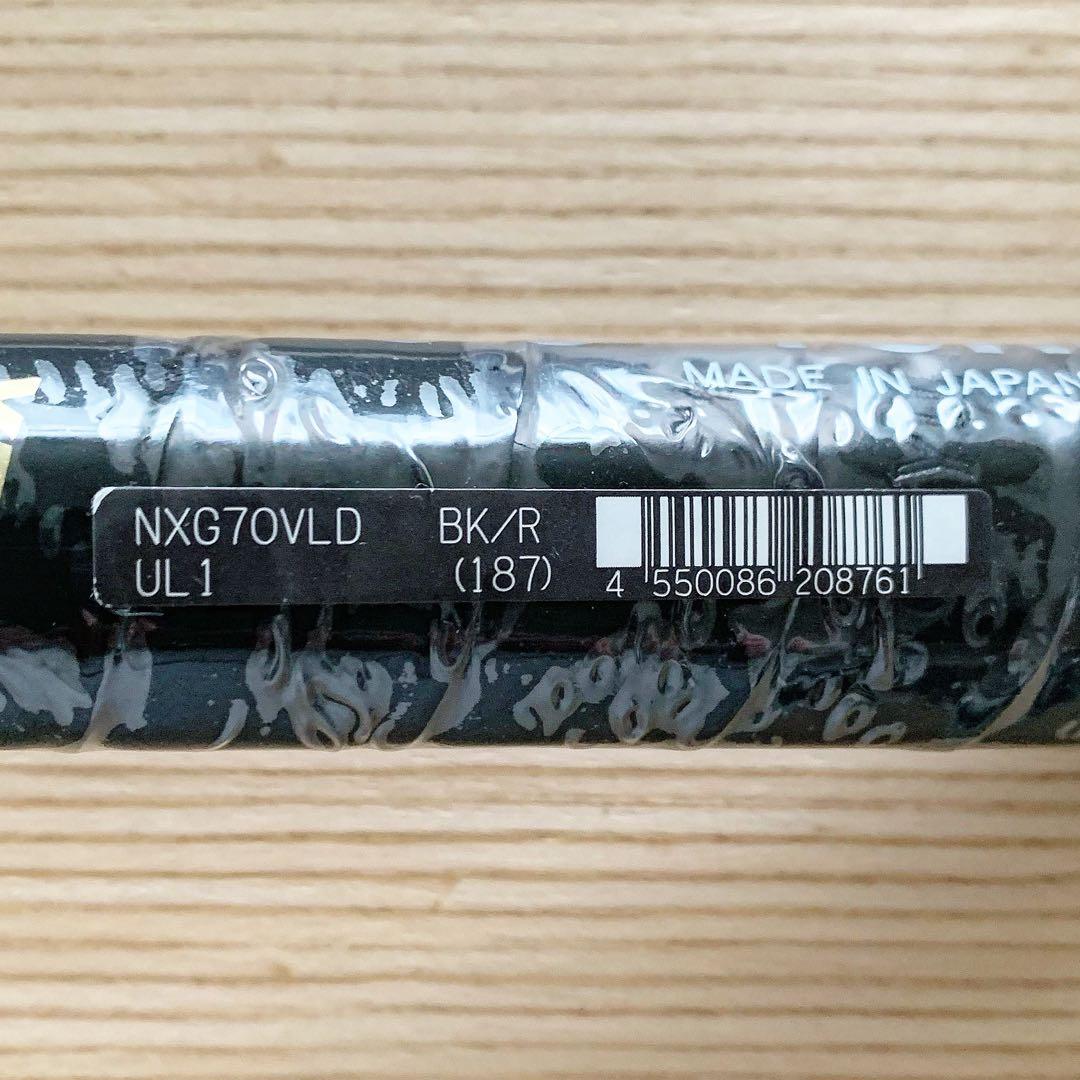 MADE IN JAPAN
NXG70VLD BK/R
UL1 (187)
4 550086 208761